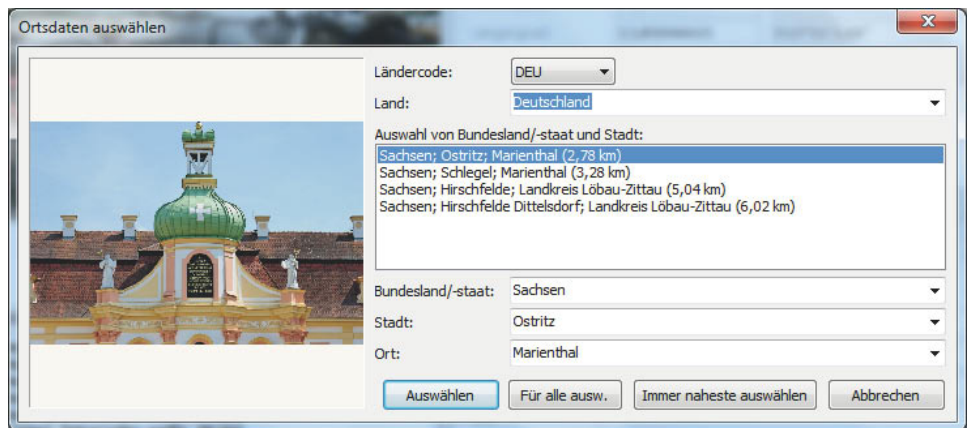 Ortsdaten auswählen
Ländercode: DEU
Land: Deutschland
Auswahl von Bundesland/-staat und Stadt:
Sachsen; Ostritz; Marienthal (2,78 km)
Sachsen; Schlegel; Marienthal (3,28 km)
Sachsen; Hirschfelde; Landkreis Löbau-Zittau (5,04 km)
Sachsen; Hirschfelde Dittelsdorf; Landkreis Löbau-Zittau (6,02 km)
Bundesland/-staat: Sachsen
Stadt: Ostritz
Ort: Marienthal
Auswählen Für alle ausw. Immer naheste auswählen Abbrechen